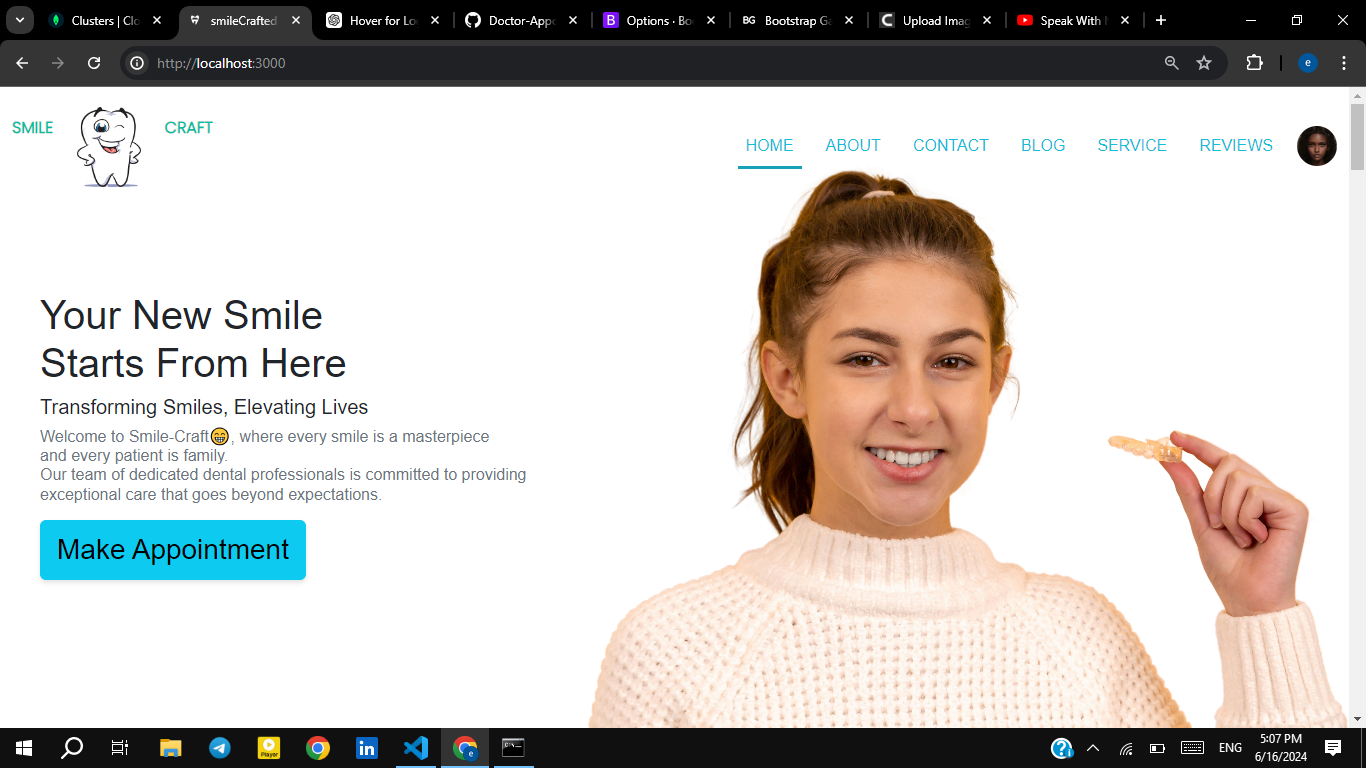 Clusters | Clo
smileCrafted
Hover for Lo
Doctor-Appo
Options · Boo
BG Bootstrap Ga
Upload Imag
Speak With
http://localhost:3000
e
SMILE CRAFT
HOME ABOUT CONTACT BLOG SERVICE REVIEWS
Your New Smile
Starts From Here
Transforming Smiles, Elevating Lives
Welcome to Smile-Craft😁, where every smile is a masterpiece
and every patient is family.
Our team of dedicated dental professionals is committed to providing
exceptional care that goes beyond expectations.
Make Appointment
Player
in
e
ENG
5:07 PM
6/16/2024